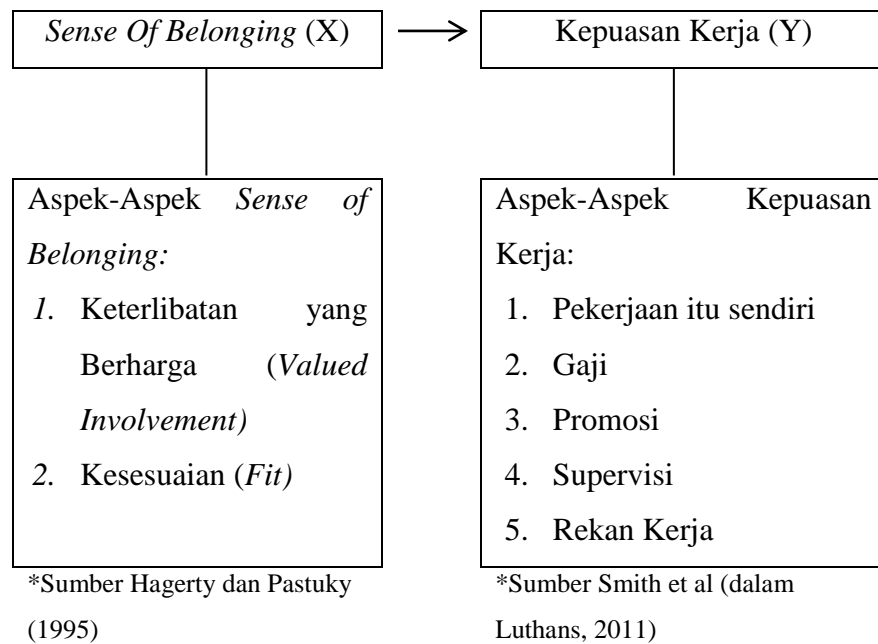 Sense Of Belonging (X)
Kepuasan Kerja (Y)
Aspek-Aspek Sense of
Belonging:
1. Keterlibatan yang
Berharga (Valued
Involvement)
2. Kesesuaian (Fit)
*Sumber Hagerty dan Pastuky
(1995)
Aspek-Aspek Kepuasan
Kerja:
1. Pekerjaan itu sendiri
2. Gaji
3. Promosi
4. Supervisi
5. Rekan Kerja
*Sumber Smith et al (dalam
Luthans, 2011)